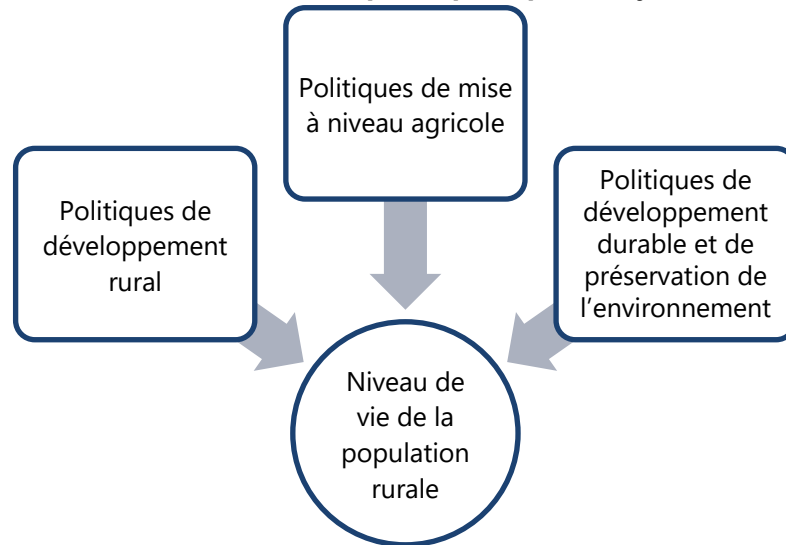 Politiques de mise
à niveau agricole
Politiques de
développement
rural
Politiques de
développement
durable et de
préservation de
l’environnement
Niveau de
vie de la
population
rurale